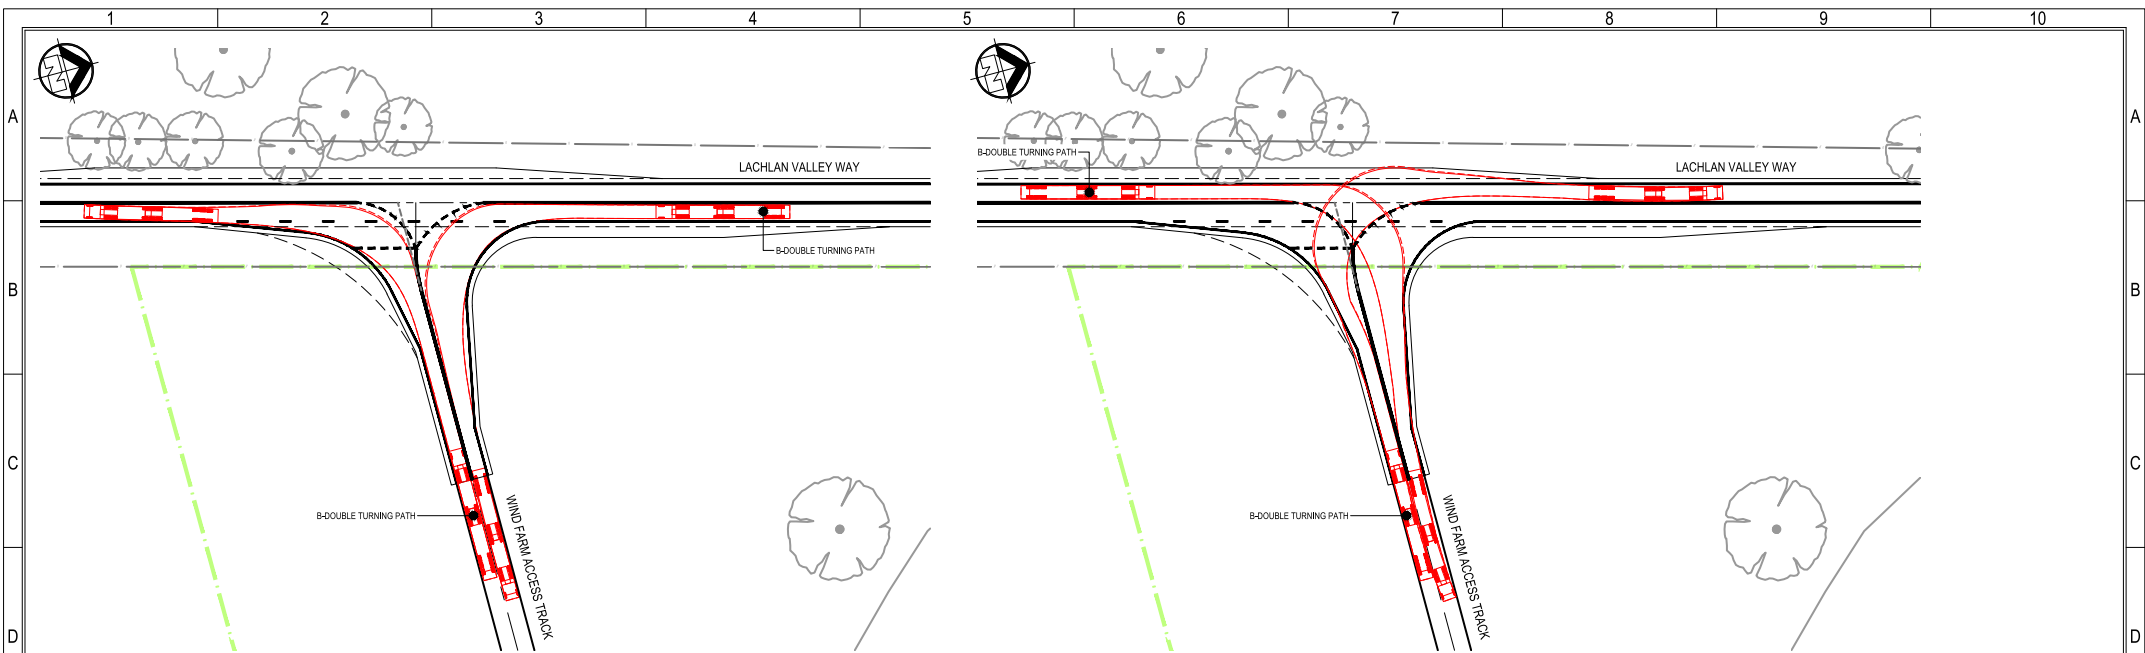 1 2 3 4 5 6 7 8 9 10
A A
N N
B-DOUBLE TURNING PATH
LACHLAN VALLEY WAY LACHLAN VALLEY WAY
B-DOUBLE TURNING PATH
B B
C C
B-DOUBLE TURNING PATH B-DOUBLE TURNING PATH
WIND FARM ACCESS TRACK WIND FARM ACCESS TRACK
D D